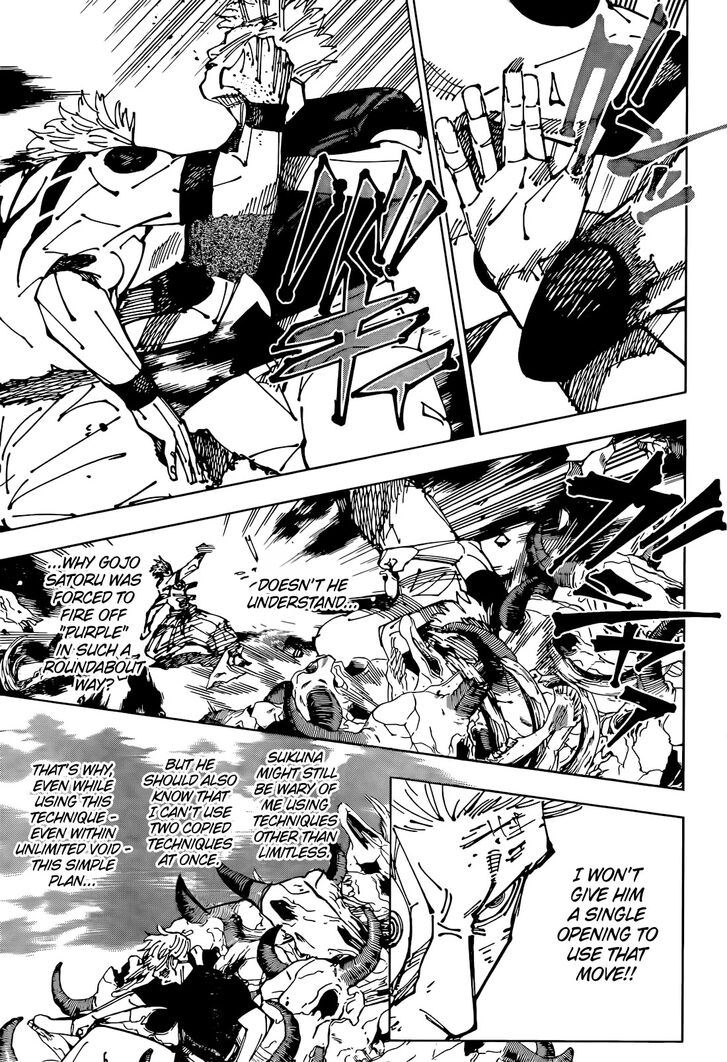 DOESN'T HE
UNDERSTAND...
...WHY GOJO
SATORU WAS
FORCED TO
FIRE OFF
"PURPLE"
IN SUCH A
ROUNDABOUT
WAY?
I WON'T
GIVE HIM
A SINGLE
OPENING TO
USE THAT
MOVE!!
SUKUNA
MIGHT STILL
BE WARY OF
ME USING
TECHNIQUES
OTHER THAN
LIMITLESS.
BUT HE
SHOULD ALSO
KNOW THAT
I CAN'T USE
TWO COPIED
TECHNIQUES
AT ONCE.
THAT'S WHY,
EVEN WHILE
USING THIS
TECHNIQUE -
EVEN WITHIN
UNLIMITED VOID -
THIS SIMPLE
PLAN...